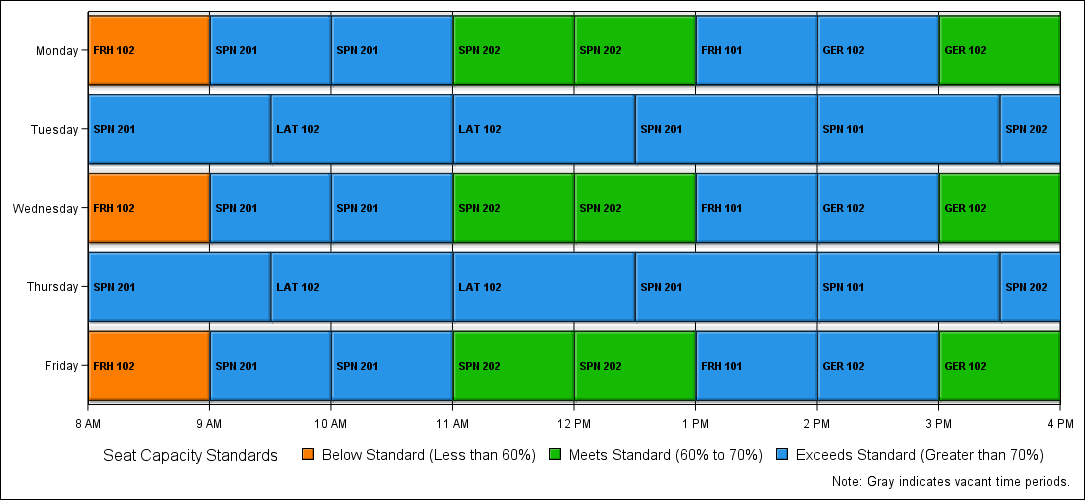 Monday FRH 102 SPN 201 SPN 201 SPN 202 SPN 202 FRH 101 GER 102 GER 102
Tuesday SPN 201 LAT 102 LAT 102 SPN 201 SPN 101 SPN 202
Wednesday FRH 102 SPN 201 SPN 201 SPN 202 SPN 202 FRH 101 GER 102 GER 102
Thursday SPN 201 LAT 102 LAT 102 SPN 201 SPN 101 SPN 202
Friday FRH 102 SPN 201 SPN 201 SPN 202 SPN 202 FRH 101 GER 102 GER 102
8 AM 9 AM 10 AM 11 AM 12 PM 1 PM 2 PM 3 PM 4 PM
Seat Capacity Standards Below Standard (Less than 60%) Meets Standard (60% to 70%) Exceeds Standard (Greater than 70%)
Note: Gray indicates vacant time periods.